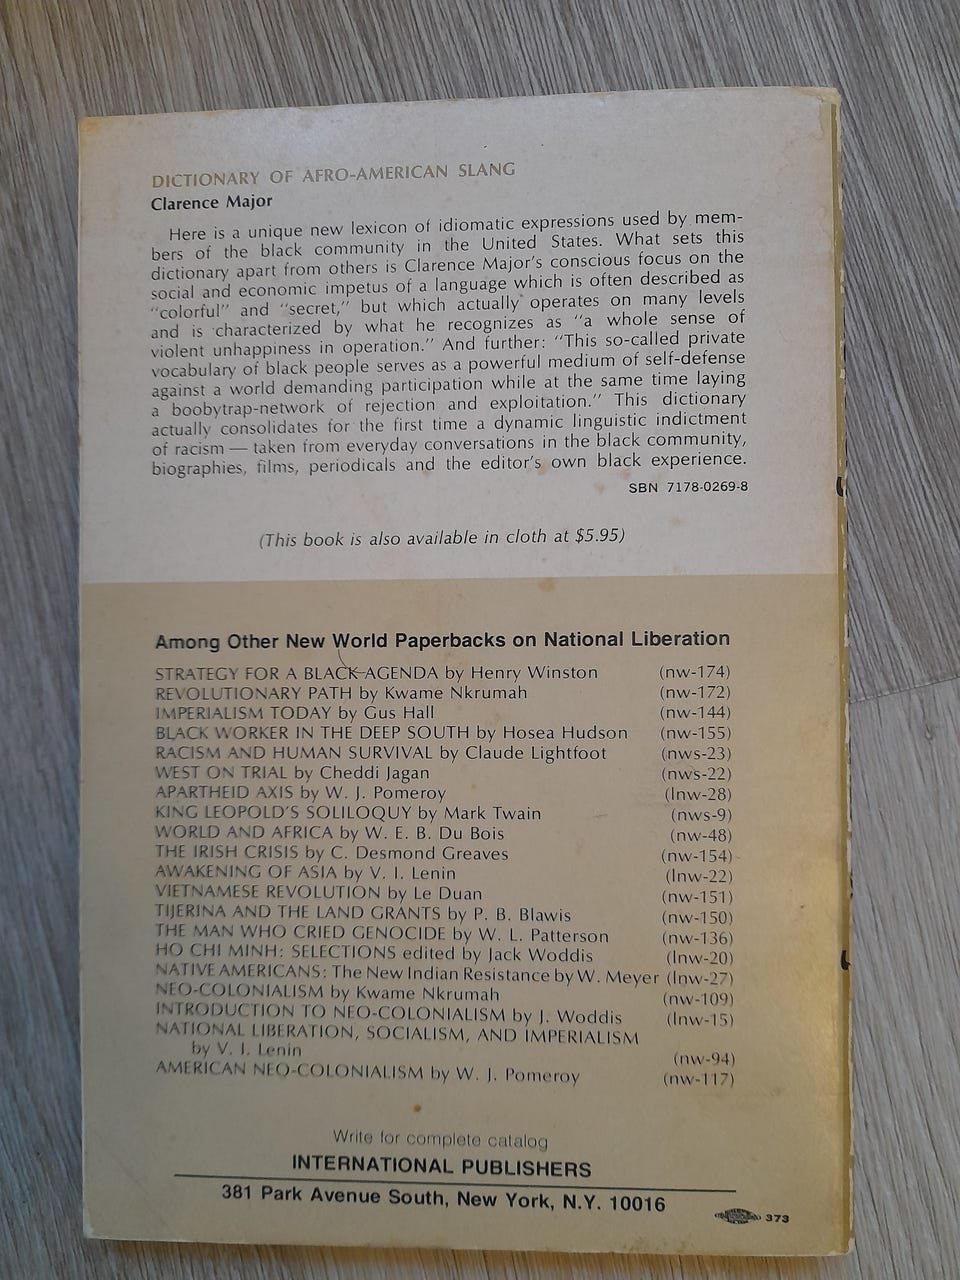 DICTIONARY OF AFRO-AMERICAN SLANG
Clarence Major
Here is a unique new lexicon of idiomatic expressions used by mem-
bers of the black community in the United States. What sets this
dictionary apart from others is Clarence Major's conscious focus on the
social and economic impetus of a language which is often described as
"colorful" and "secret," but which actually operates on many levels
and is characterized by what he recognizes as "a whole sense of
violent unhappiness in operation." And further: "This so-called private
vocabulary of black people serves as a powerful medium of self-defense
against a world demanding participation while at the same time laying
a boobytrap-network of rejection and exploitation." This dictionary
actually consolidates for the first time a dynamic linguistic indictment
of racism — taken from everyday conversations in the black community,
biographies, films, periodicals and the editor's own black experience.
SBN 7178-0269-8
(This book is also available in cloth at $5.95)
Among Other New World Paperbacks on National Liberation
STRATEGY FOR A BLACK AGENDA by Henry Winston (nw-174)
REVOLUTIONARY PATH by Kwame Nkrumah (nw-172)
IMPERIALISM TODAY by Gus Hall (nw-144)
BLACK WORKER IN THE DEEP SOUTH by Hosea Hudson (nw-155)
RACISM AND HUMAN SURVIVAL by Claude Lightfoot (nws-23)
WEST ON TRIAL by Cheddi Jagan (nws-22)
APARTHEID AXIS by W. J. Pomeroy (lnw-28)
KING LEOPOLD'S SOLILOQUY by Mark Twain (nws-9)
WORLD AND AFRICA by W. E. B. Du Bois (nw-48)
THE IRISH CRISIS by C. Desmond Greaves (nw-154)
AWAKENING OF ASIA by V. I. Lenin (lnw-22)
VIETNAMESE REVOLUTION by Le Duan (nw-151)
TIJERINA AND THE LAND GRANTS by P. B. Blawis (nw-150)
THE MAN WHO CRIED GENOCIDE by W. L. Patterson (nw-136)
HO CHI MINH: SELECTIONS edited by Jack Woddis (lnw-20)
NATIVE AMERICANS: The New Indian Resistance by W. Meyer (lnw-27)
NEO-COLONIALISM by Kwame Nkrumah (nw-109)
INTRODUCTION TO NEO-COLONIALISM by J. Woddis (lnw-15)
NATIONAL LIBERATION, SOCIALISM, AND IMPERIALISM
by V. I. Lenin (nw-94)
AMERICAN NEO-COLONIALISM by W. J. Pomeroy (nw-117)
Write for complete catalog
INTERNATIONAL PUBLISHERS
381 Park Avenue South, New York, N.Y. 10016
373